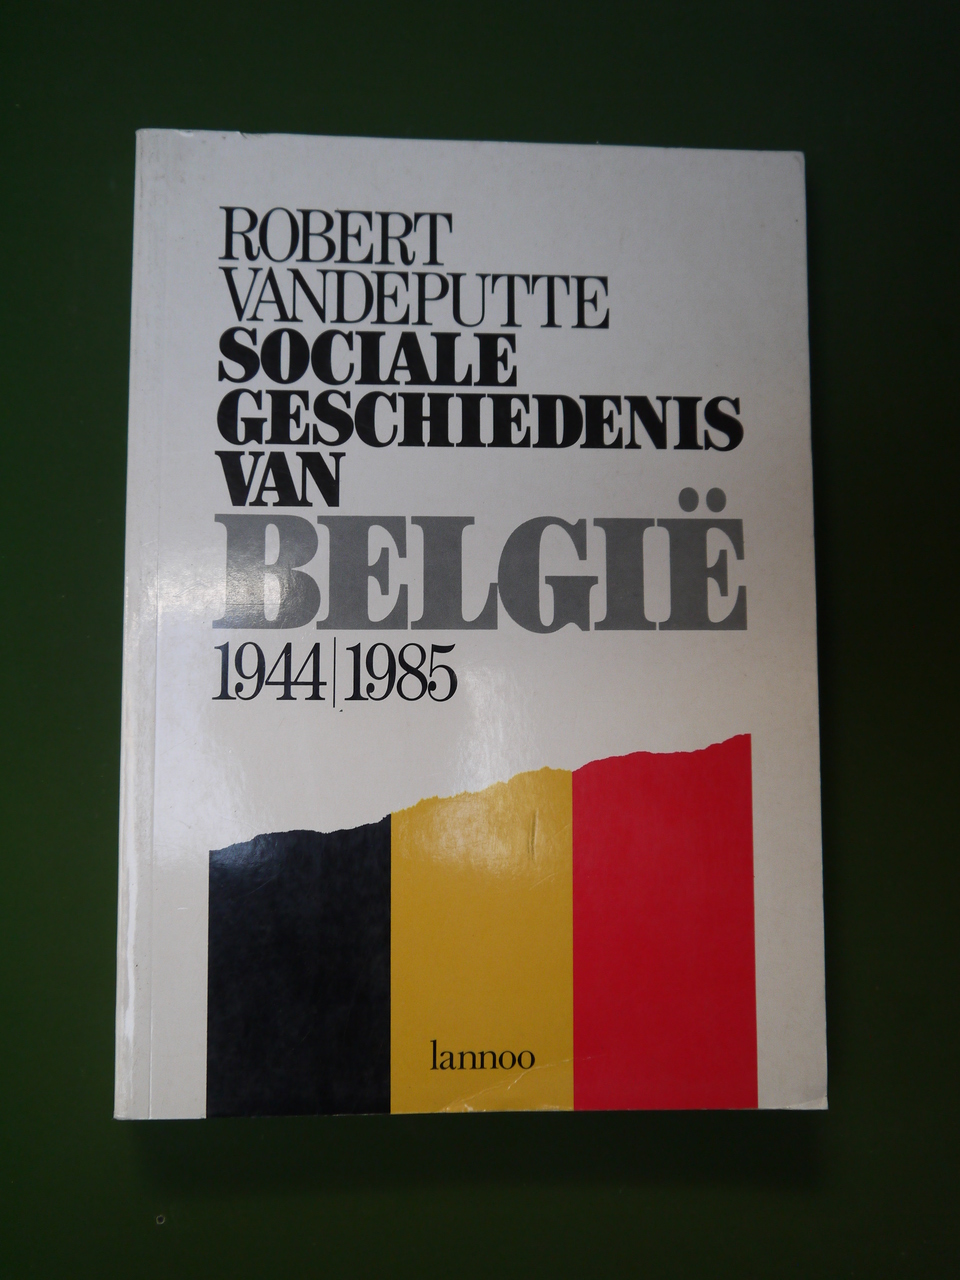 ROBERT
VANDEPUTTE
SOCIALE
GESCHIEDENIS
VAN
BELGIË
1944|1985
lannoo